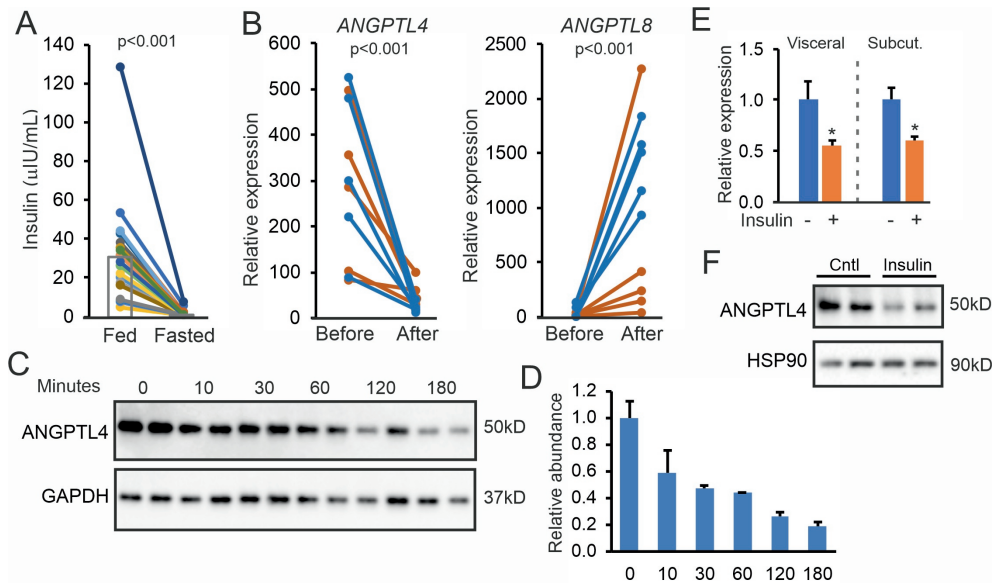 A
p<0.001
Insulin (uIU/mL)
140
120
100
80
60
40
20
0
Fed Fasted
B
ANGPTL4
p<0.001
Relative expression
600
500
400
300
200
100
0
Before After
ANGPTL8
p<0.001
Relative expression
2500
2000
1500
1000
500
0
Before After
E
Visceral Subcut.
Relative expression
1.5
1.0
0.5
0.0
* *
Insulin - + - +
F
Cntl Insulin
ANGPTL4 50kD
HSP90 90kD
C
Minutes 0 10 30 60 120 180
ANGPTL4 50kD
GAPDH 37kD
D
Relative abundance
1.2
1.0
0.8
0.6
0.4
0.2
0.0
0 10 30 60 120 180